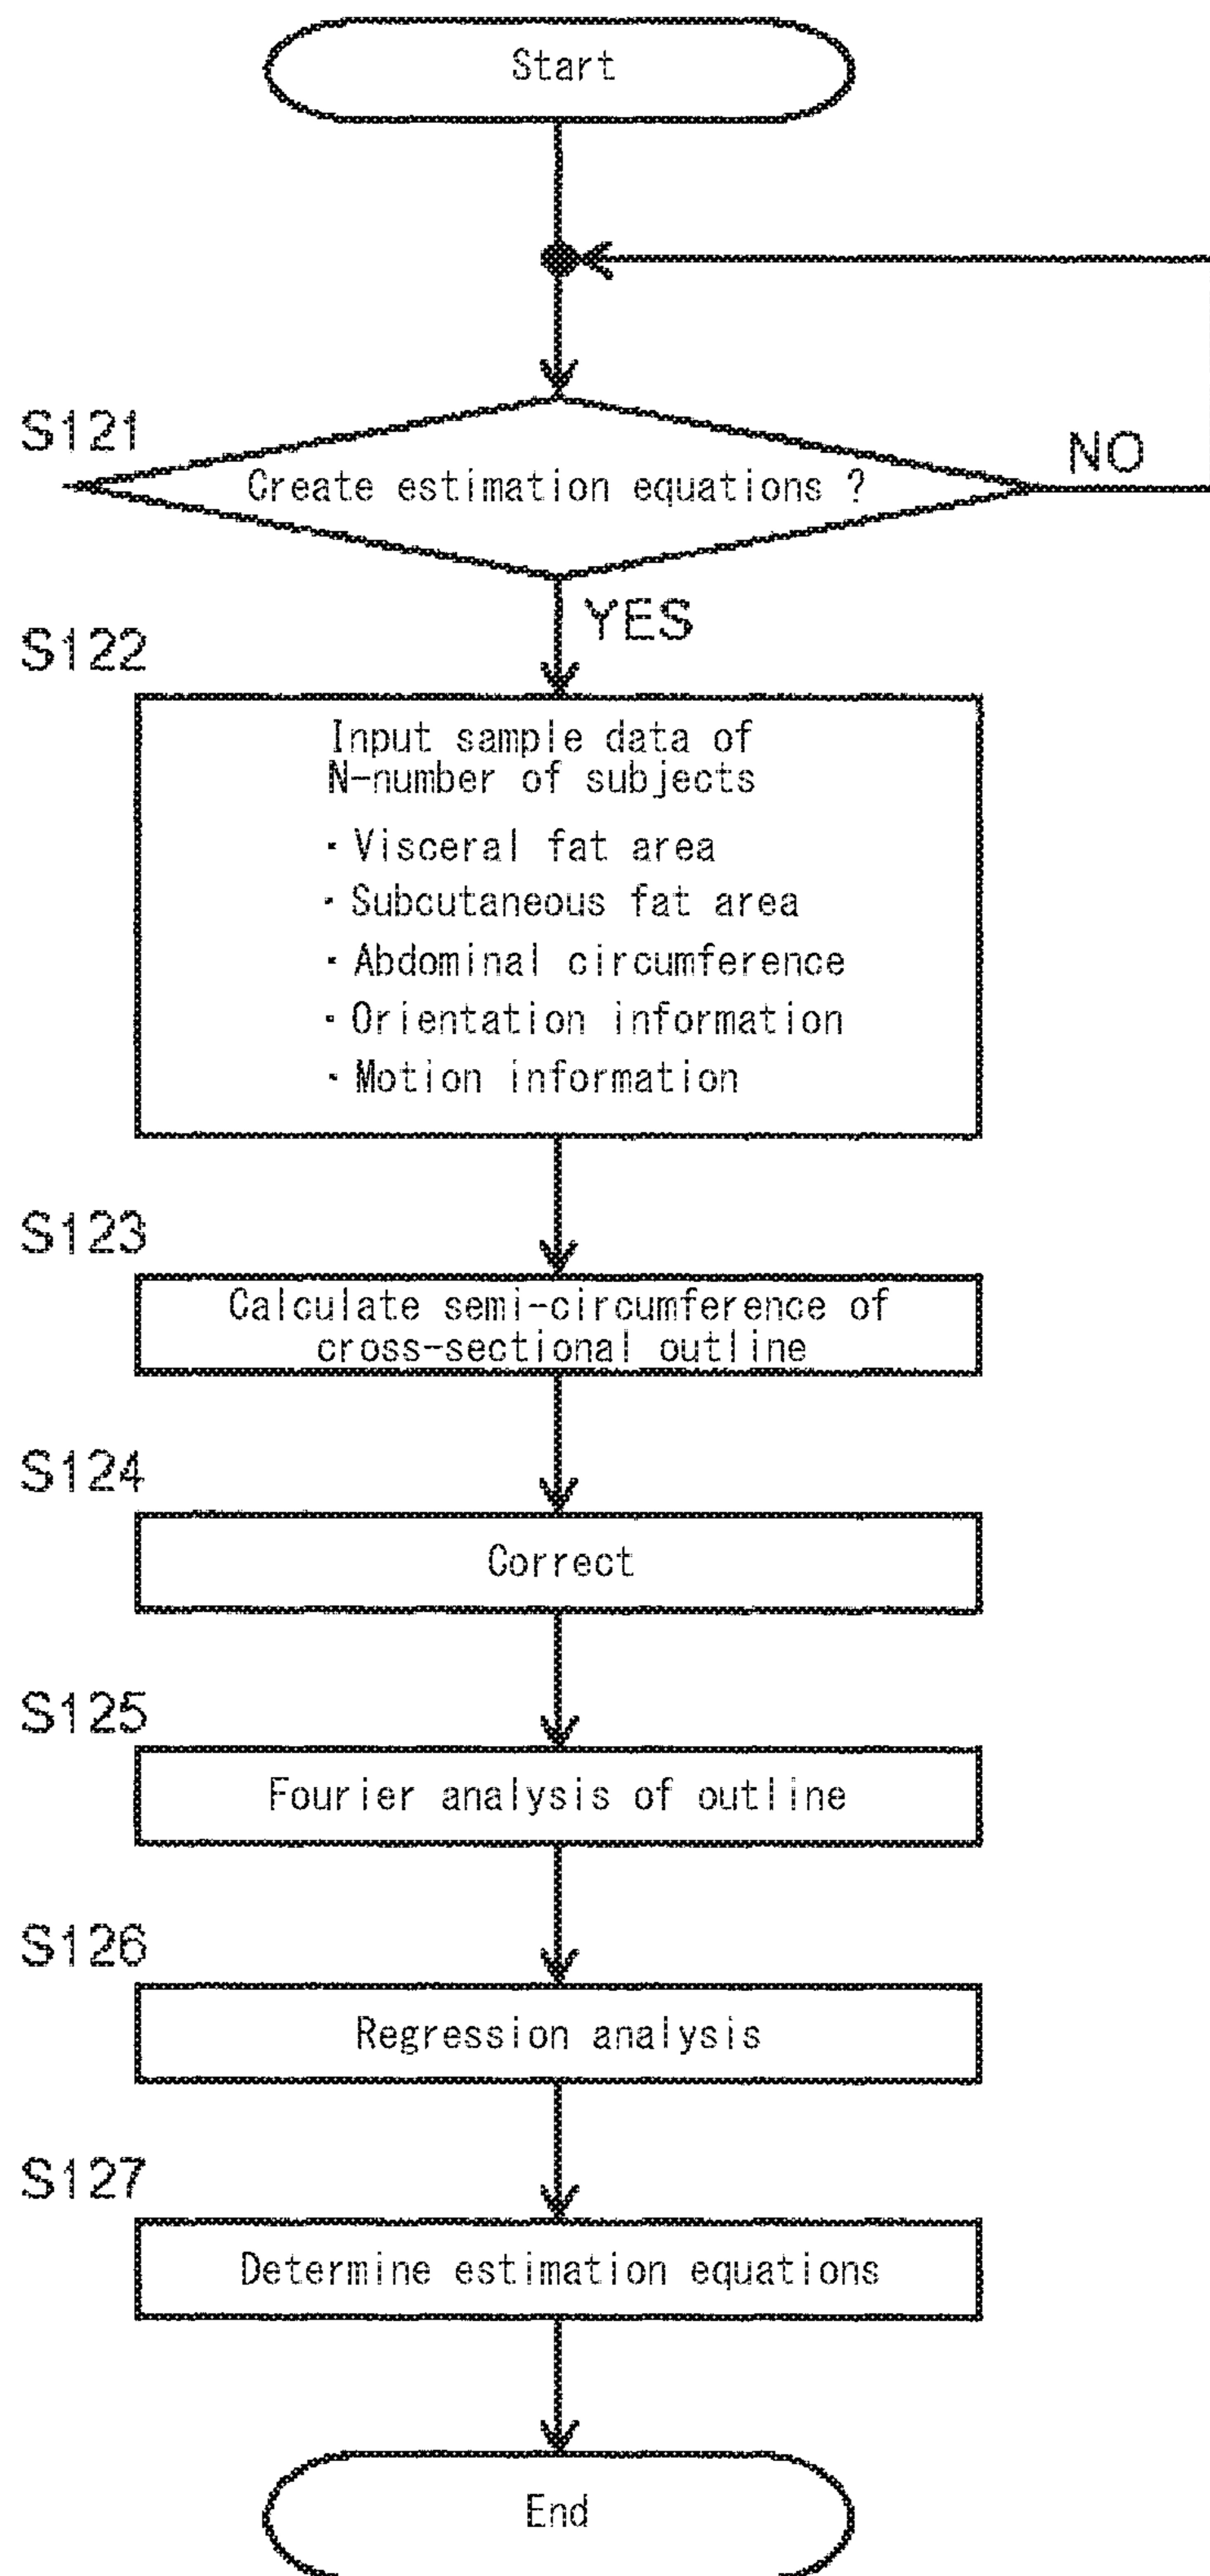 Start
S121
Create estimation equations ?
NO
YES
S122
Input sample data of
N-number of subjects
・Visceral fat area
・Subcutaneous fat area
・Abdominal circumference
・Orientation information
・Motion information
S123
Calculate semi-circumference of
cross-sectional outline
S124
Correct
S125
Fourier analysis of outline
S126
Regression analysis
S127
Determine estimation equations
End